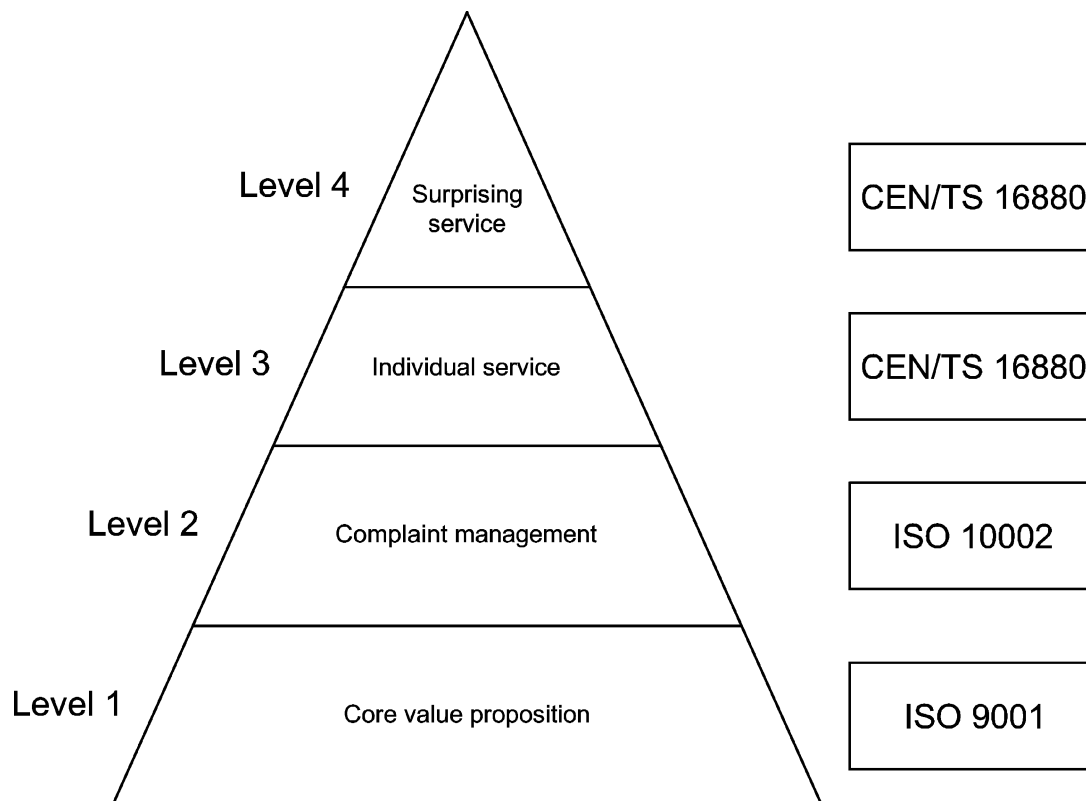 Level 4
Surprising
service
CEN/TS 16880
Level 3
Individual service
CEN/TS 16880
Level 2
Complaint management
ISO 10002
Level 1
Core value proposition
ISO 9001